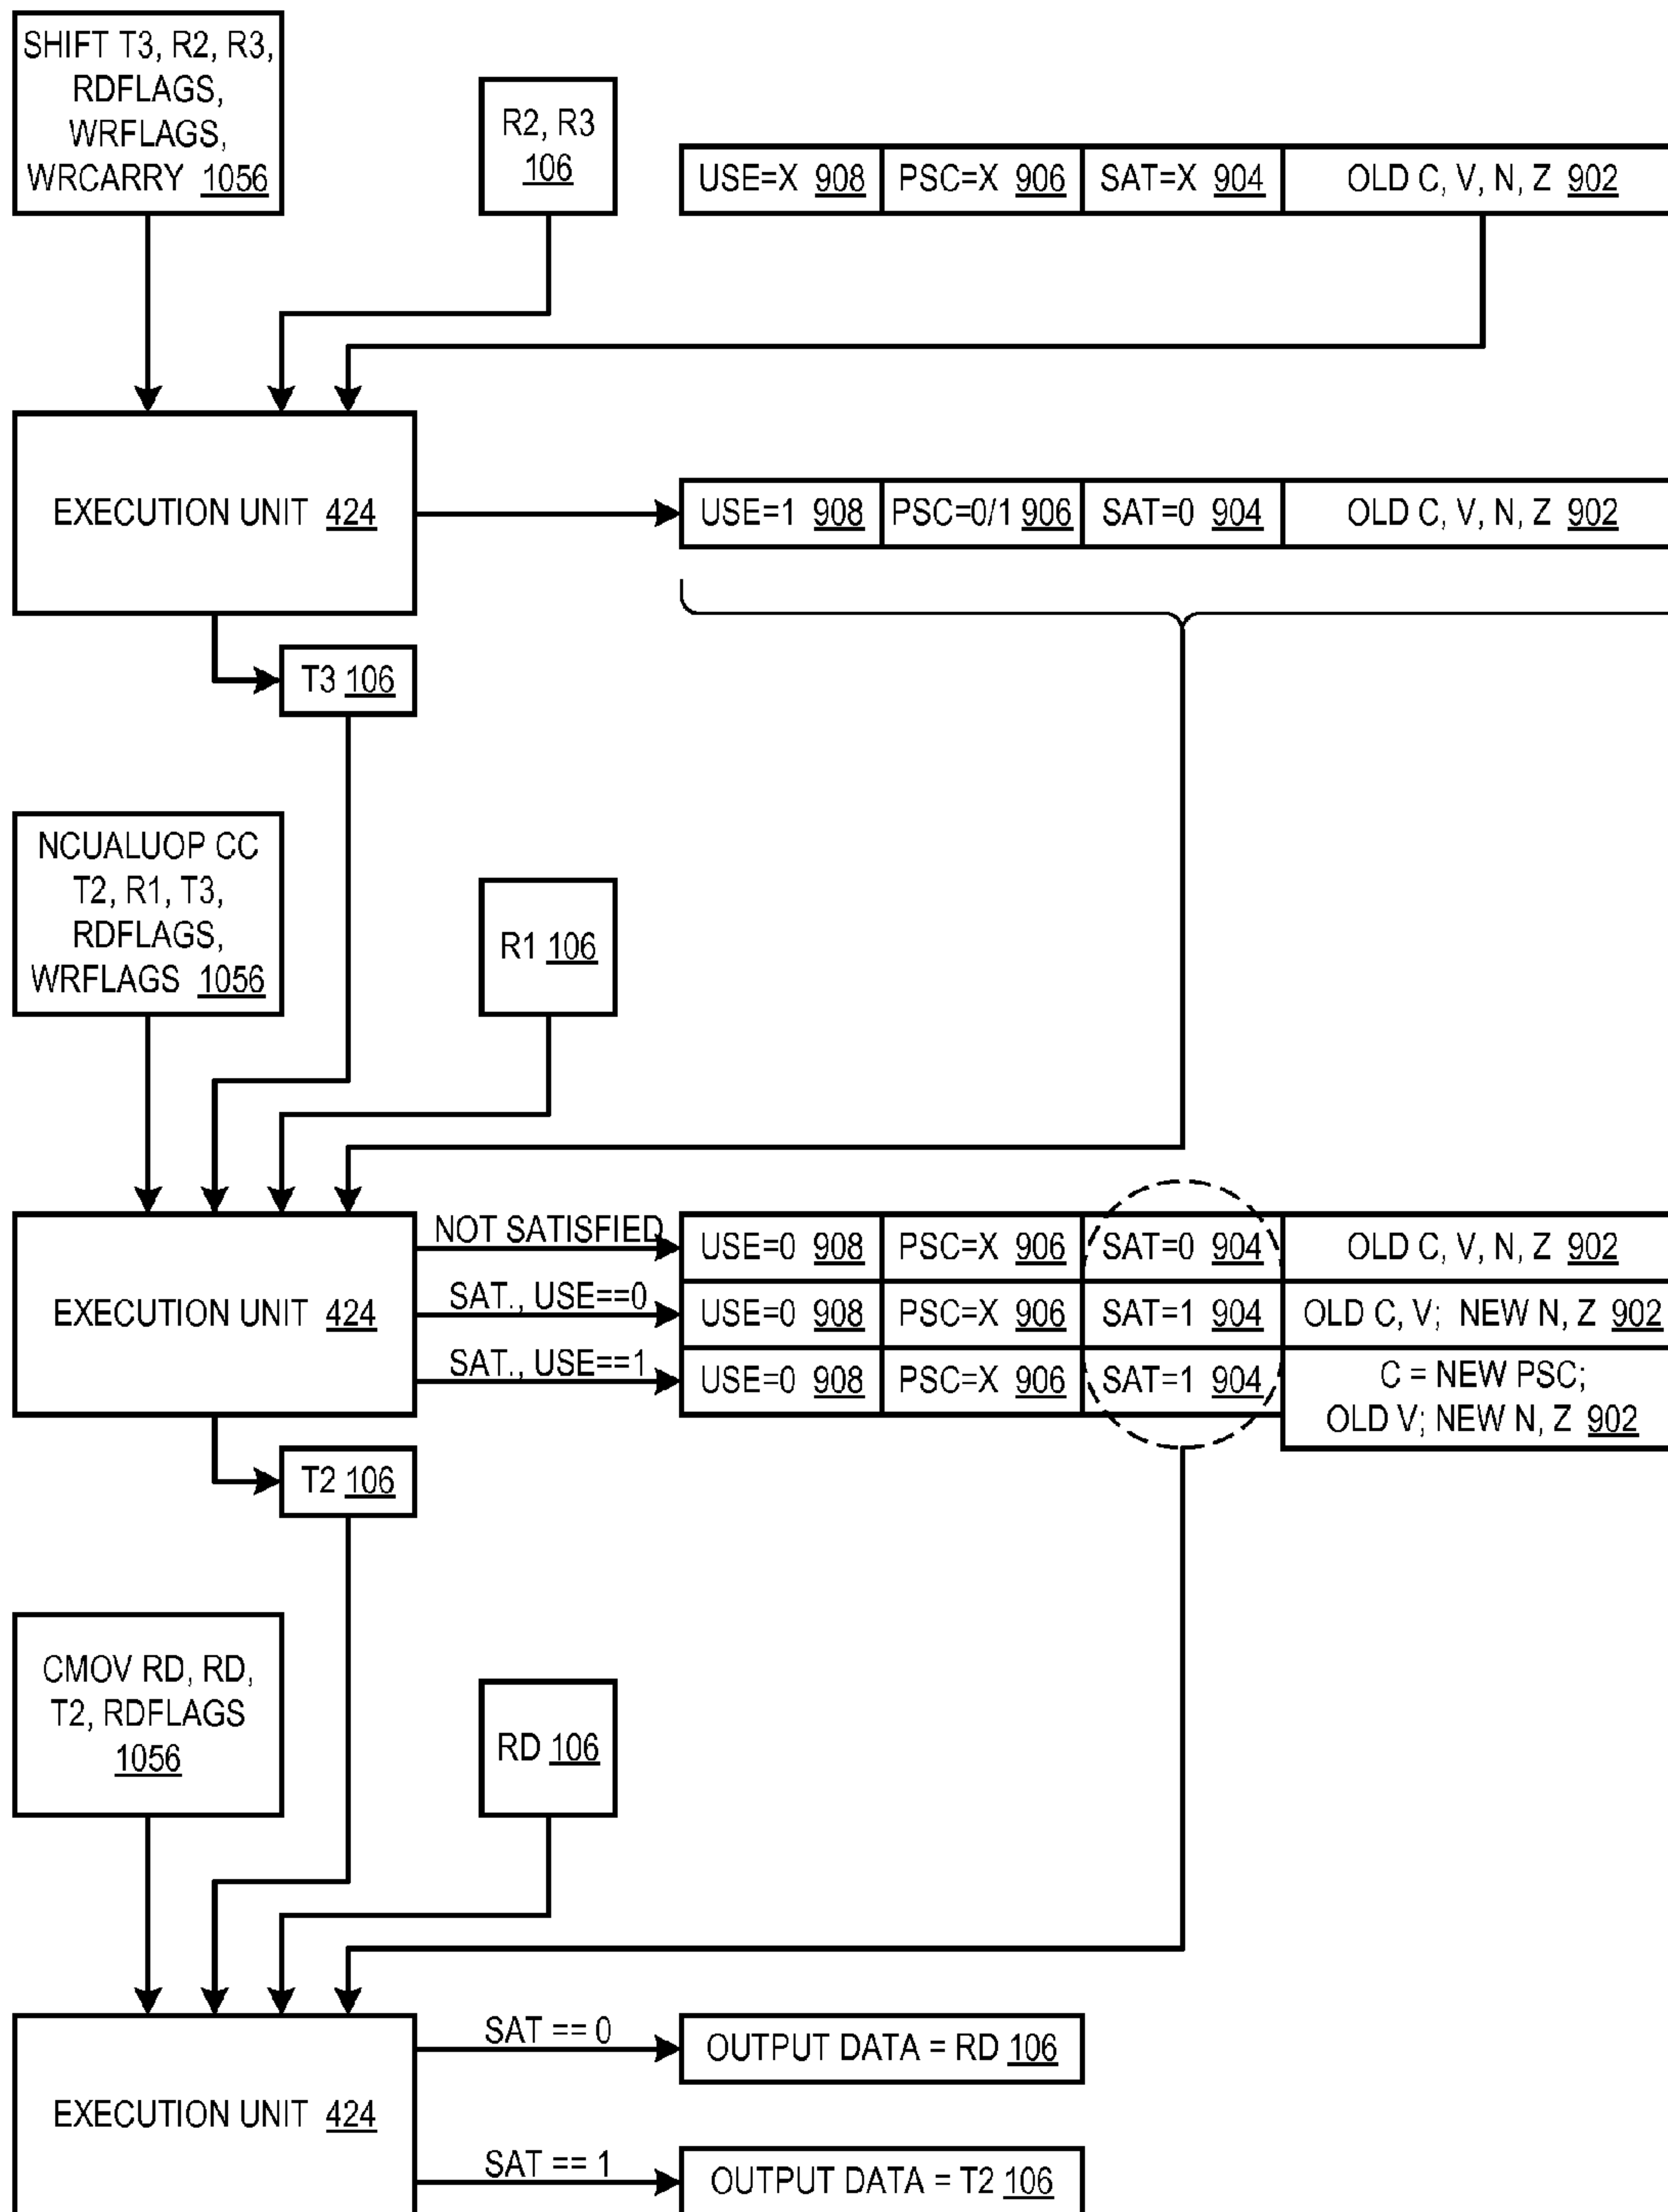 SHIFT T3, R2, R3,
RDFLAGS,
WRFLAGS,
WRCARRY 1056
R2, R3
106
USE=X 908 PSC=X 906 SAT=X 904 OLD C, V, N, Z 902
EXECUTION UNIT 424
USE=1 908 PSC=0/1 906 SAT=0 904 OLD C, V, N, Z 902
T3 106
NCUALUOP CC
T2, R1, T3,
RDFLAGS,
WRFLAGS 1056
R1 106
EXECUTION UNIT 424
NOT SATISFIED
USE=0 908 PSC=X 906 SAT=0 904 OLD C, V, N, Z 902
SAT., USE==0
USE=0 908 PSC=X 906 SAT=1 904 OLD C, V; NEW N, Z 902
SAT., USE==1
USE=0 908 PSC=X 906 SAT=1 904
C = NEW PSC;
OLD V; NEW N, Z 902
T2 106
CMOV RD, RD,
T2, RDFLAGS
1056
RD 106
EXECUTION UNIT 424
SAT == 0
OUTPUT DATA = RD 106
SAT == 1
OUTPUT DATA = T2 106